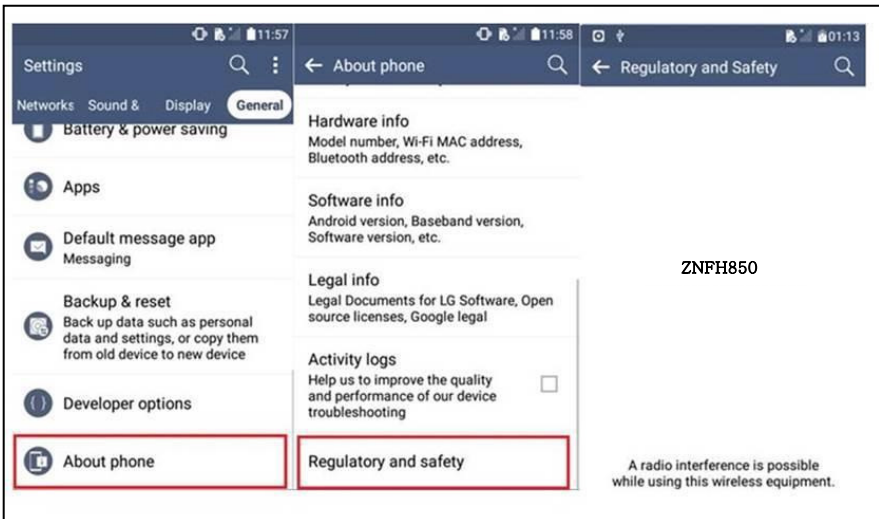 11:57
Settings
Networks Sound & Display General
Battery & power saving
Apps
Default message app
Messaging
Backup & reset
Back up data such as personal
data and settings, or copy them
from old device to new device
Developer options
About phone
11:58
About phone
Hardware info
Model number, Wi-Fi MAC address,
Bluetooth address, etc.
Software info
Android version, Baseband version,
Software version, etc.
Legal info
Legal Documents for LG Software, Open
source licenses, Google legal
Activity logs
Help us to improve the quality
and performance of our device
troubleshooting
Regulatory and safety
01:13
Regulatory and Safety
ZNFH850
A radio interference is possible
while using this wireless equipment.